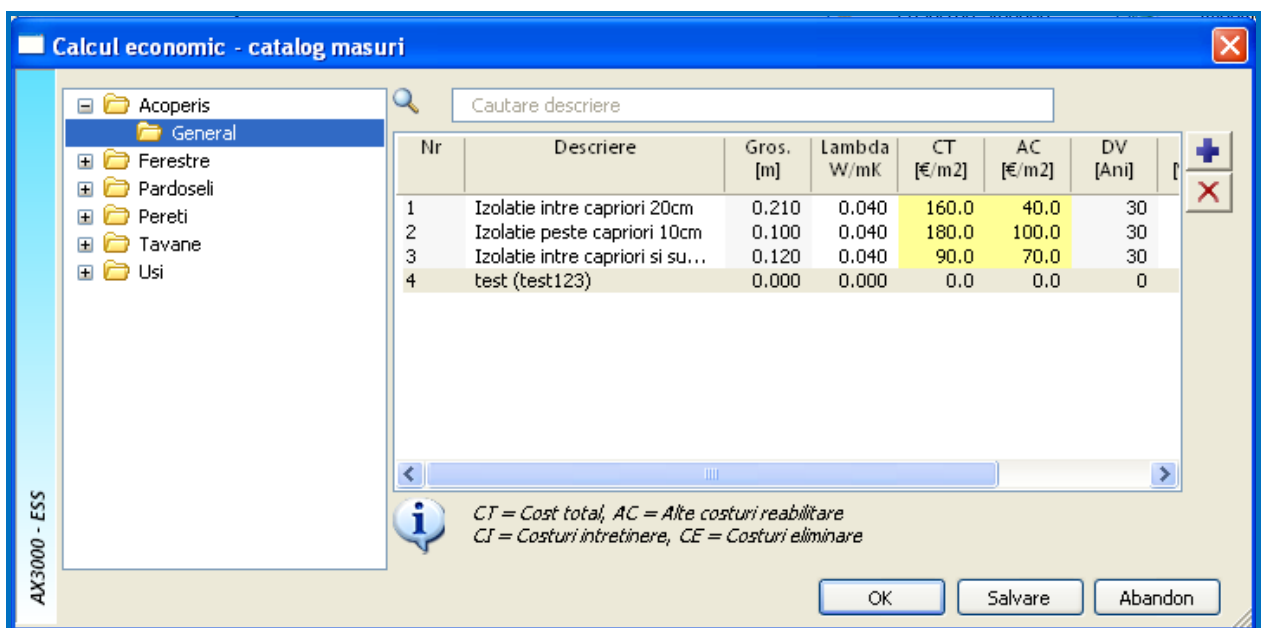 Calcul economic - catalog masuri
Acoperis
General
Ferestre
Pardoseli
Pereti
Tavane
Usi
Cautare descriere
Nr Descriere Gros. [m] Lambda W/mK CT [€/m2] AC [€/m2] DV [Ani]
1 Izolatie intre capriori 20cm 0.210 0.040 160.0 40.0 30
2 Izolatie peste capriori 10cm 0.100 0.040 180.0 100.0 30
3 Izolatie intre capriori si su... 0.120 0.040 90.0 70.0 30
4 test (test123) 0.000 0.000 0.0 0.0 0
CT = Cost total, AC = Alte costuri reabilitare
CI = Costuri intretinere, CE = Costuri eliminare
AX3000 - ESS
OK Salvare Abandon